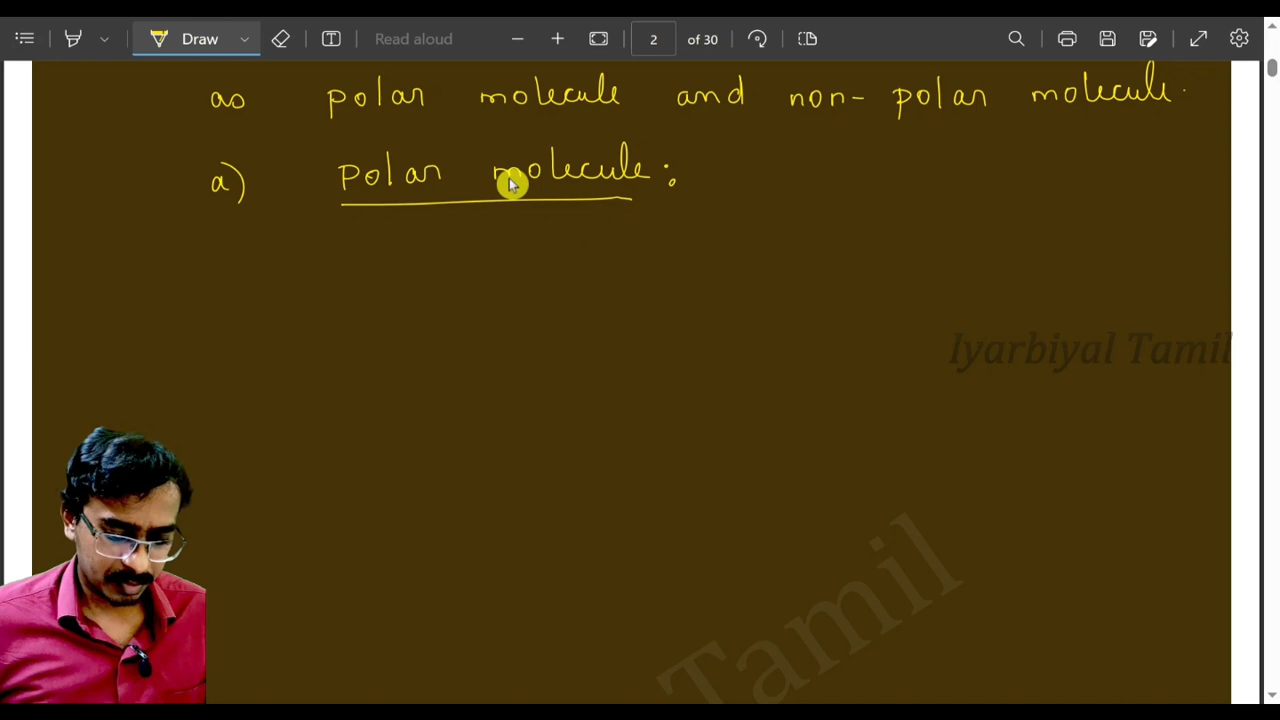 Draw Read aloud 2 of 30
as polar molecule and non-polar molecule.
a) Polar molecule:
Iyarbiyal Tamil
Tamil